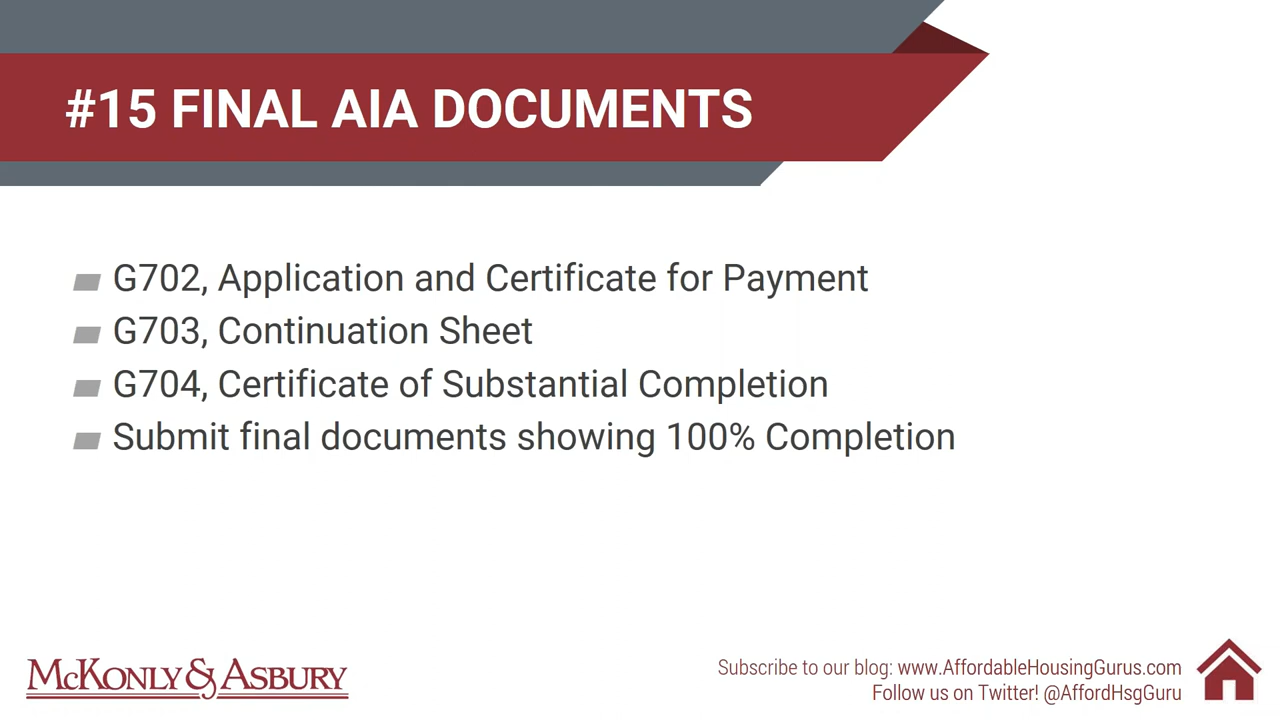 #15 FINAL AIA DOCUMENTS
G702, Application and Certificate for Payment
G703, Continuation Sheet
G704, Certificate of Substantial Completion
Submit final documents showing 100% Completion
McKonly & Asbury
Subscribe to our blog: www.AffordableHousingGurus.com
Follow us on Twitter! @AffordHsgGuru